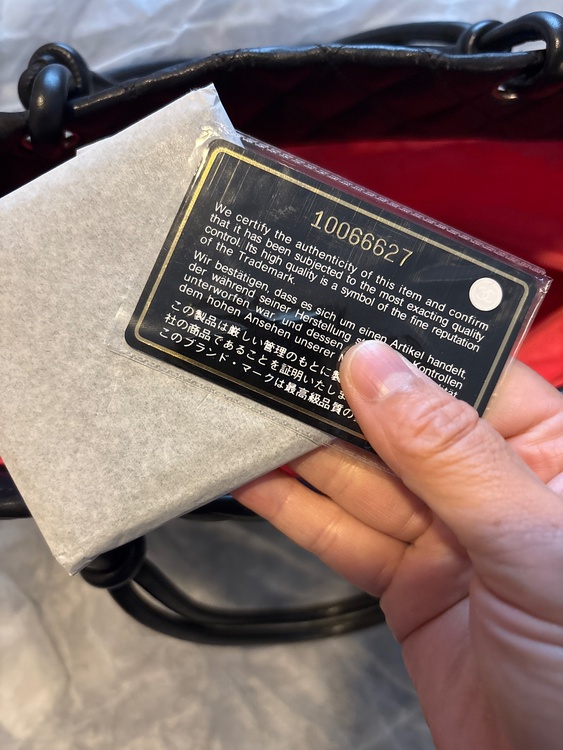 10066627
We certify the authenticity of this item and confirm
that it has been subjected to the most exacting quality
control. Its high quality is a symbol of the fine reputation
of the Trademark.
Wir bestätigen, dass es sich um einen Artikel handelt,
der während seiner Herstellung Kontrollen
unterworfen war, und dessen
dem hohen Ansehen unserer
この製品は厳しい管理のもとに製
社の商品であることを証明いたしま
このブランド・マークは最高級品質の